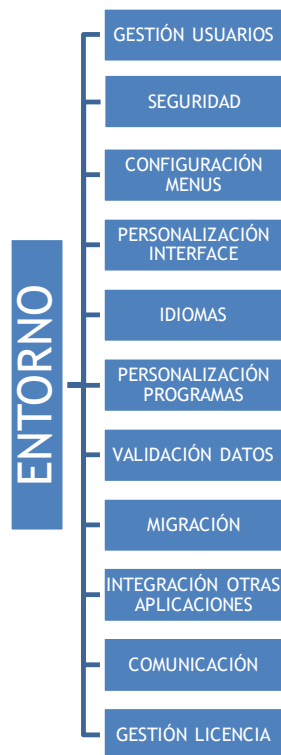 ENTORNO
GESTIÓN USUARIOS
SEGURIDAD
CONFIGURACIÓN
MENUS
PERSONALIZACIÓN
INTERFACE
IDIOMAS
PERSONALIZACIÓN
PROGRAMAS
VALIDACIÓN DATOS
MIGRACIÓN
INTEGRACIÓN OTRAS
APLICACIONES
COMUNICACIÓN
GESTIÓN LICENCIA